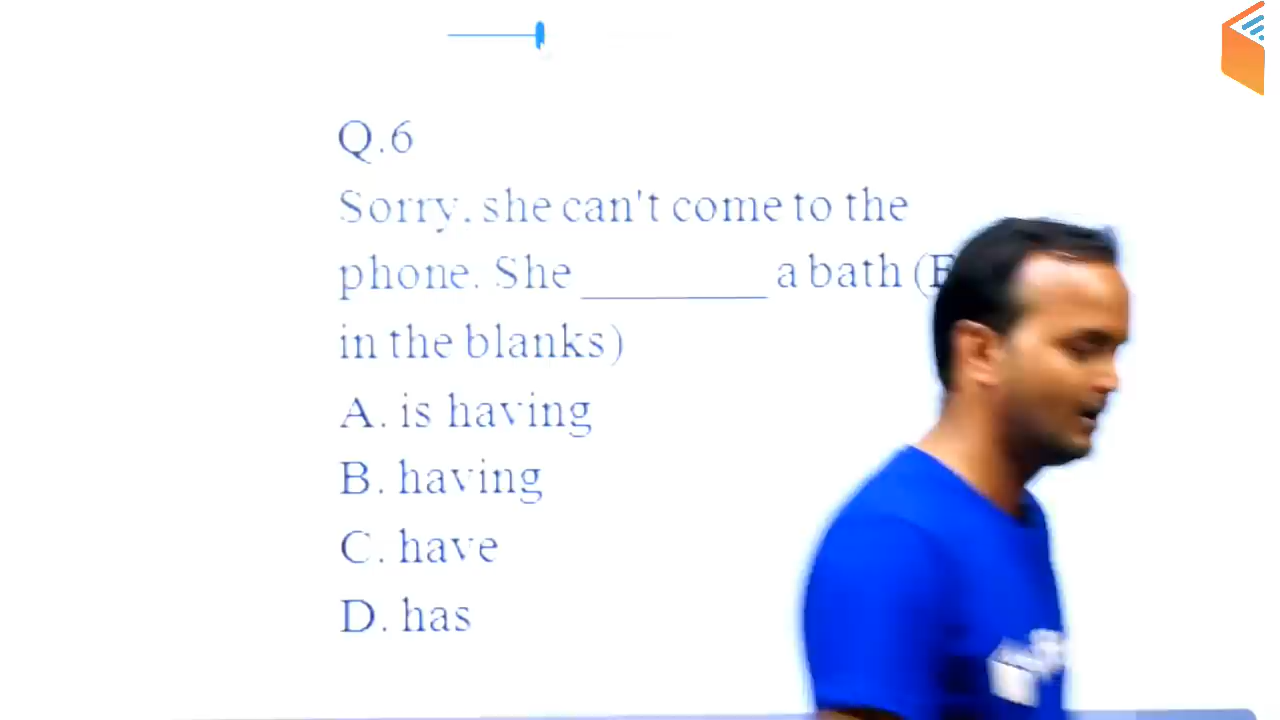 Q.6
Sorry. she can't come to the
phone. She ________ a bath (
in the blanks)
A. is having
B. having
C. have
D. has